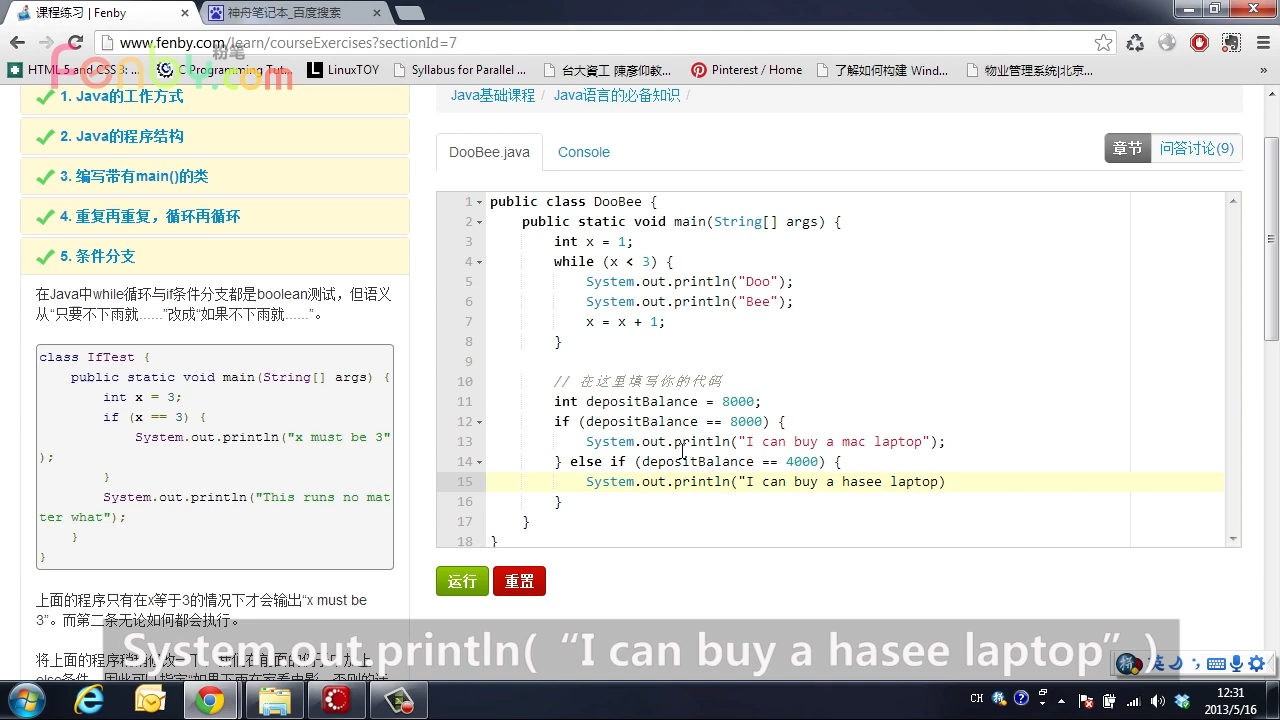 课程练习 | Fenby
神舟笔记本_百度搜索
www.fenby.com/learn/courseExercises?sectionId=7
HTML 5 and CSS 3:
C Programming Tut
LinuxTOY
Syllabus for Parallel ...
台大資工 陳彥仰教...
Pinterest / Home
了解如何构建 Wind...
物业管理系统|北京...
»
粉笔
Fenby.com
1. Java的工作方式
2. Java的程序结构
3. 编写带有main()的类
4. 重复再重复，循环再循环
5. 条件分支
在Java中while循环与if条件分支都是boolean测试，但语义
从“只要不下雨就......”改成“如果不下雨就......”。
class IfTest {
public static void main(String[] args) {
int x = 3;
if (x == 3) {
System.out.println("x must be 3"
);
}
System.out.println("This runs no mat
ter what");
}
}
上面的程序只有在x等于3的情况下才会输出“x must be
3”。而第二条无论如何都会执行。
将上面的程序
Java基础课程 / Java语言的必备知识 /
DooBee.java
Console
章节
问答讨论(9)
1 public class DooBee {
2 public static void main(String[] args) {
3 int x = 1;
4 while (x < 3) {
5 System.out.println("Doo");
6 System.out.println("Bee");
7 x = x + 1;
8 }
9
10 // 在这里填写你的代码
11 int depositBalance = 8000;
12 if (depositBalance == 8000) {
13 System.out.println("I can buy a mac laptop");
14 } else if (depositBalance == 4000) {
15 System.out.println("I can buy a hasee laptop)
16 }
17 }
18 }
运行
重置
System.out.println(“I can buy a hasee laptop”)
英
CH
12:31
2013/5/16